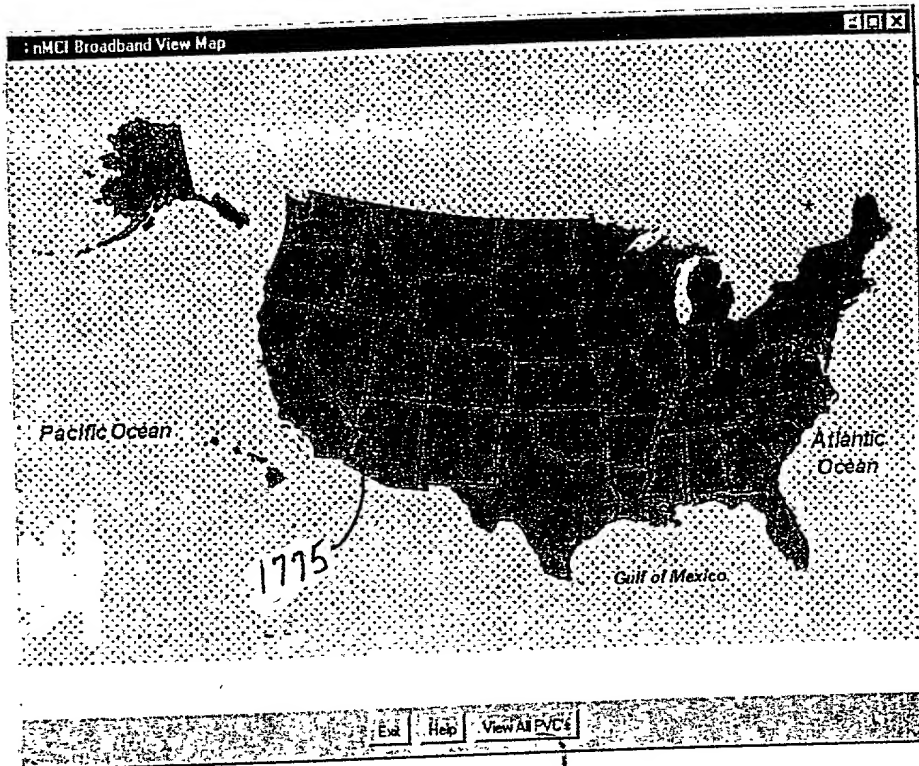 nMCI Broadband View Map
Pacific Ocean
Atlantic
Ocean
1775
Gulf of Mexico
Exit Help View All PVC's